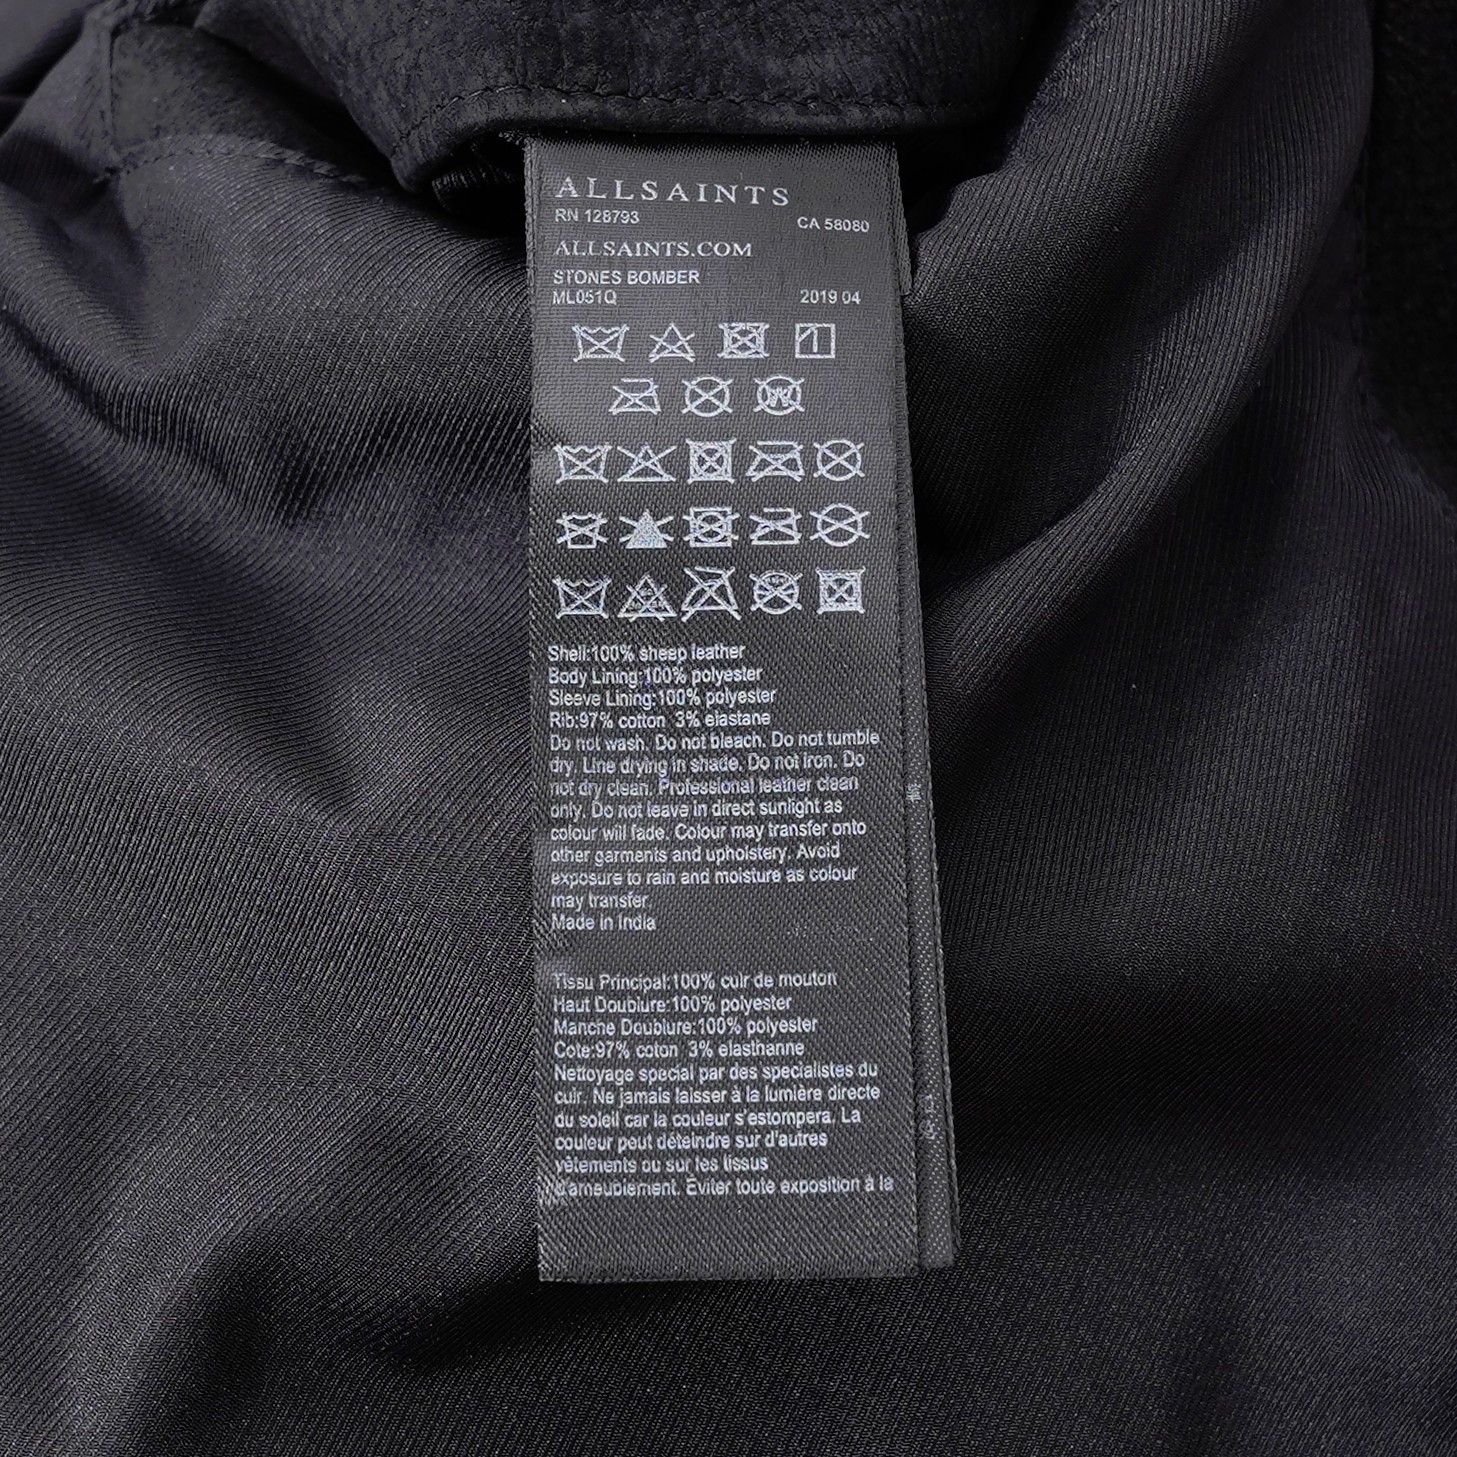 ALLSAINTS
RN 128793 CA 58080
ALLSAINTS.COM
STONES BOMBER
ML051Q 2019 04
W
Shell:100% sheep leather
Body Lining:100% polyester
Sleeve Lining:100% polyester
Rib:97% cotton 3% elastane
Do not wash. Do not bleach. Do not tumble
dry. Line drying in shade. Do not iron. Do
not dry clean. Professional leather clean
only. Do not leave in direct sunlight as
colour will fade. Colour may transfer onto
other garments and upholstery. Avoid
exposure to rain and moisture as colour
may transfer.
Made in India
Tissu Principal:100% cuir de mouton
Haut Doublure:100% polyester
Manche Doublure:100% polyester
Cote:97% coton 3% elasthanne
Nettoyage special par des specialistes du
cuir. Ne jamais laisser à la lumière directe
du soleil car la couleur s'estompera. La
couleur peut déteindre sur d'autres
vêtements ou sur les tissus
d'ameublement. Eviter toute exposition à la